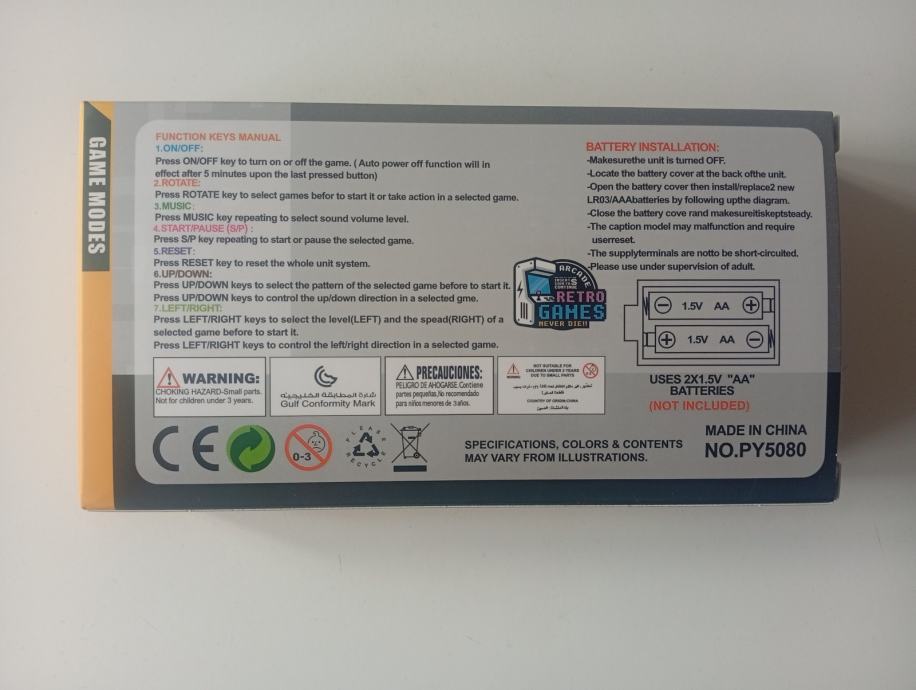 GAME MODES
FUNCTION KEYS MANUAL
1.ON/OFF:
Press ON/OFF key to turn on or off the game. ( Auto power off function will in
effect after 5 minutes upon the last pressed button)
2.ROTATE:
Press ROTATE key to select games befor to start it or take action in a selected game.
3.MUSIC:
Press MUSIC key repeating to select sound volume level.
4.START/PAUSE (S/P) :
Press S/P key repeating to start or pause the selected game.
5.RESET:
Press RESET key to reset the whole unit system.
6.UP/DOWN:
Press UP/DOWN keys to select the pattern of the selected game before to start it.
Press UP/DOWN keys to control the up/down direction in a selected gme.
7.LEFT/RIGHT:
Press LEFT/RIGHT keys to select the level(LEFT) and the spead(RIGHT) of a
selected game before to start it.
Press LEFT/RIGHT keys to control the left/right direction in a selected game.
ARCADE
INSERT
COIN TO
CONTINUE
RETRO
GAMES
NEVER DIE!!
BATTERY INSTALLATION:
-Makesurethe unit is turned OFF.
-Locate the battery cover at the back ofthe unit.
-Open the battery cover then install/replace2 new
LR03/AAAbatteries by following upthe diagram.
-Close the battery cove rand makesureitiskeptsteady.
-The caption model may malfunction and require
userreset.
-The supplyterminals are notto be short-circuited.
-Please use under supervision of adult.
1.5V AA
1.5V AA
USES 2X1.5V "AA"
BATTERIES
(NOT INCLUDED)
WARNING:
CHOKING HAZARD-Small parts.
Not for children under 3 years.
شارة المطابقة الخليجية
Gulf Conformity Mark
PRECAUCIONES:
PELIGRO DE AHOGARSE. Contiene
partes pequeñas,No recomendado
para niños menores de 3años.
WARNING
NOT SUITABLE FOR
CHILDREN UNDER 3 YEARS
DUE TO SMALL PARTS
COUNTRY OF ORIGIN:CHINA
بلد المنشأ: الصين
CE
0-3
PLEASE
RECYCLE
SPECIFICATIONS, COLORS & CONTENTS
MAY VARY FROM ILLUSTRATIONS.
MADE IN CHINA
NO.PY5080